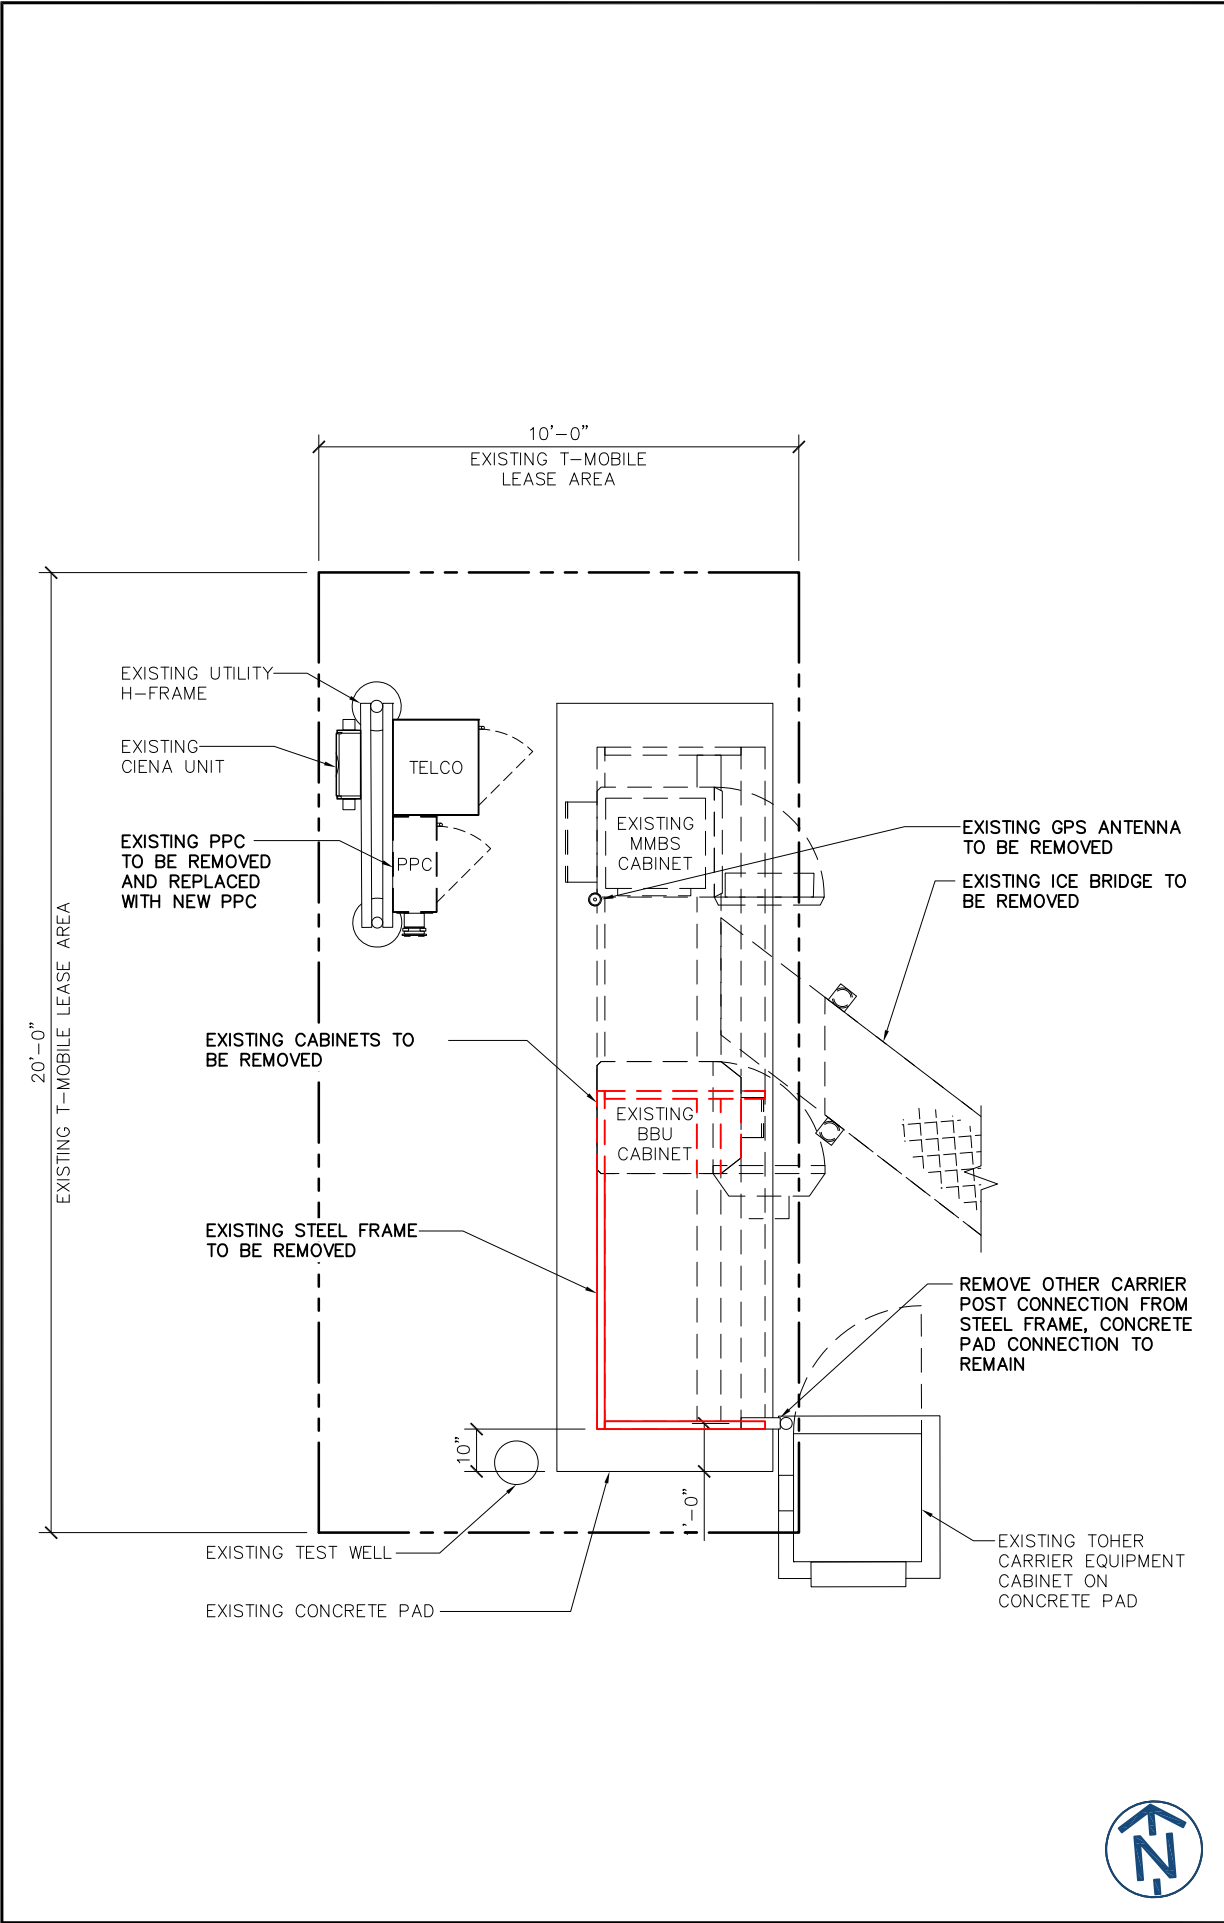 10'-0"
EXISTING T-MOBILE
LEASE AREA
20'-0"
EXISTING T-MOBILE LEASE AREA
EXISTING UTILITY
H-FRAME
EXISTING
CIENA UNIT
TELCO
EXISTING PPC
TO BE REMOVED
AND REPLACED
WITH NEW PPC
PPC
EXISTING
MMBS
CABINET
EXISTING GPS ANTENNA
TO BE REMOVED
EXISTING ICE BRIDGE TO
BE REMOVED
EXISTING CABINETS TO
BE REMOVED
EXISTING
BBU
CABINET
EXISTING STEEL FRAME
TO BE REMOVED
REMOVE OTHER CARRIER
POST CONNECTION FROM
STEEL FRAME, CONCRETE
PAD CONNECTION TO
REMAIN
10"
1'-0"
EXISTING TEST WELL
EXISTING CONCRETE PAD
EXISTING TOHER
CARRIER EQUIPMENT
CABINET ON
CONCRETE PAD
N